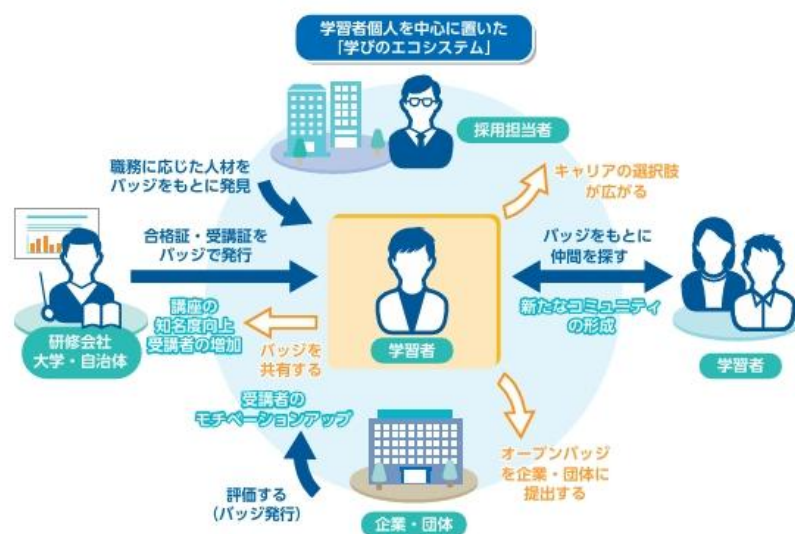 学習者個人を中心に置いた
「学びのエコシステム」
採用担当者
職務に応じた人材を
バッジをもとに発見
キャリアの選択肢
が広がる
合格証・受講証を
バッジで発行
バッジをもとに
仲間を探す
講座の
知名度向上
受講者の増加
新たなコミュニティ
の形成
研修会社
大学・自治体
バッジを
共有する
学習者
学習者
受講者の
モチベーションアップ
オープンバッジ
を企業・団体に
提出する
評価する
(バッジ発行)
企業・団体